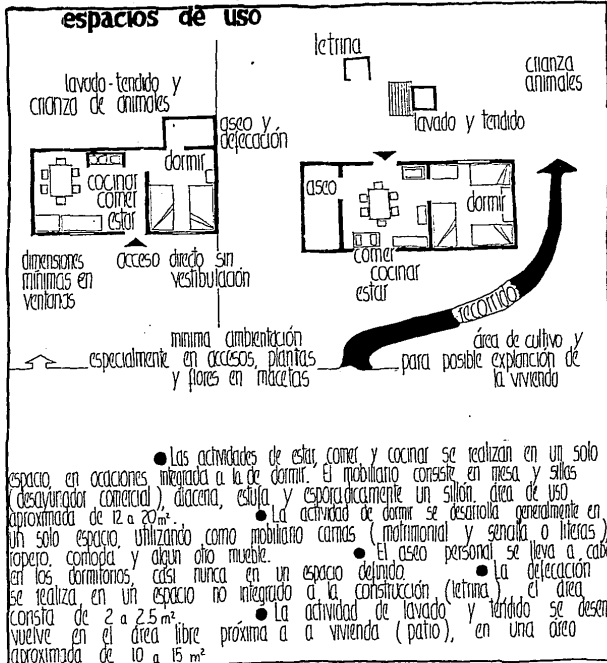 espacios de uso
lavado-tendido y
crianza de animales
aseo y
defecación
dormir
cocinar
comer
estar
dimensiones
mínimas en
ventanas
acceso directo sin
vestibulación
letrina
crianza
animales
lavado y tendido
aseo
dormir
comer
cocinar
estar
recorrido
mínima ambientación
especialmente en accesos, plantas
y flores en macetas
área de cultivo y
para posible explanción de
la vivienda
● Las actividades de estar, comer, y cocinar se realizan en un solo
espacio, en ocaciones, integrada a la de dormir. El mobiliario consiste en mesa y sillas
(desayunador comercial), alacena, estufa y esporadicamente un sillón. área de uso
aproximada de 12 a 20 m². ● La actividad de dormir se desarrolla generalmente en
un solo espacio, utilizando como mobiliario camas (matrimonial y sencilla o literas),
ropero, comoda y algun otro mueble. ● El aseo personal se lleva a cabo
en los dormitorios, casi nunca en un espacio definido. ● La defecación
se realiza en un espacio no integrado a la construcción (letrina), el área
consta de 2 a 2.5 m². ● La actividad de lavado y tendido se desen
vuelve en el área libre próxima a a vivienda (patio), en una área
aproximada de 10 a 15 m²